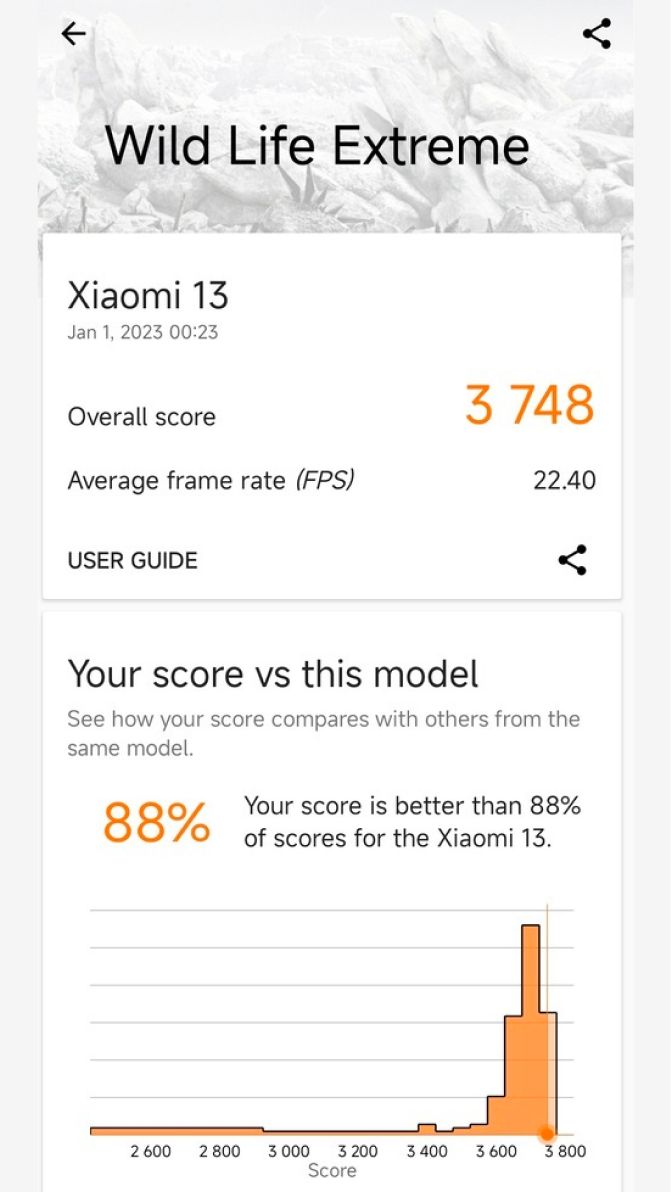 Wild Life Extreme
Xiaomi 13
Jan 1, 2023 00:23
Overall score 3 748
Average frame rate (FPS) 22.40
USER GUIDE
Your score vs this model
See how your score compares with others from the
same model.
88%
Your score is better than 88%
of scores for the Xiaomi 13.
2 600 2 800 3 000 3 200 3 400 3 600 3 800
Score